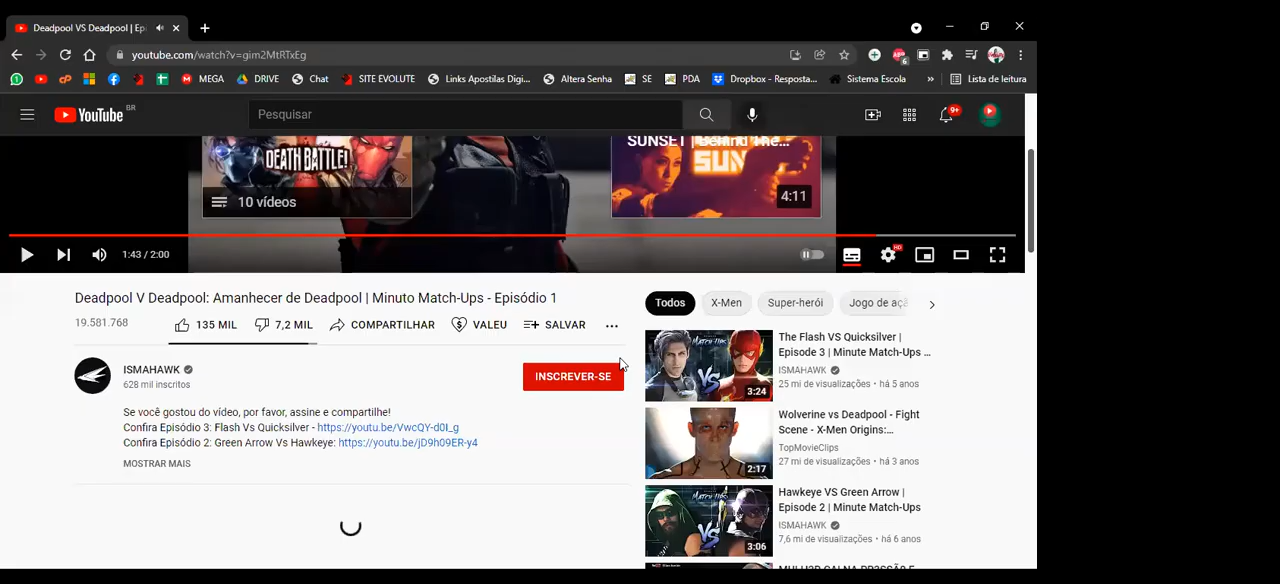 Deadpool VS Deadpool | Epi
youtube.com/watch?v=gim2MtRTxEg
6
MEGA DRIVE Chat SITE EVOLUTE Links Apostilas Digi... Altera Senha SE PDA Dropbox - Resposta... Sistema Escola » Lista de leitura
YouTube BR
Pesquisar
9+
DEATH BATTLE!
SUNSET | Behind The...
SUN
10 vídeos
4:11
1:43 / 2:00
HD
Deadpool V Deadpool: Amanhecer de Deadpool | Minuto Match-Ups - Episódio 1
19.581.768
135 MIL 7,2 MIL COMPARTILHAR VALEU SALVAR
ISMAHAWK
628 mil inscritos
INSCREVER-SE
Se você gostou do vídeo, por favor, assine e compartilhe!
Confira Episódio 3: Flash Vs Quicksilver - https://youtu.be/VwcQY-d0I_g
Confira Episódio 2: Green Arrow Vs Hawkeye: https://youtu.be/jD9h09ER-y4
MOSTRAR MAIS
Todos X-Men Super-herói Jogo de açã
The Flash VS Quicksilver |
Episode 3 | Minute Match-Ups ...
ISMAHAWK
25 mi de visualizações • há 5 anos
VS
3:24
Wolverine vs Deadpool - Fight
Scene - X-Men Origins:...
TopMovieClips
27 mi de visualizações • há 3 anos
2:17
Hawkeye VS Green Arrow |
Episode 2 | Minute Match-Ups
ISMAHAWK
7,6 mi de visualizações • há 6 anos
MATCH UPS
VS
3:06